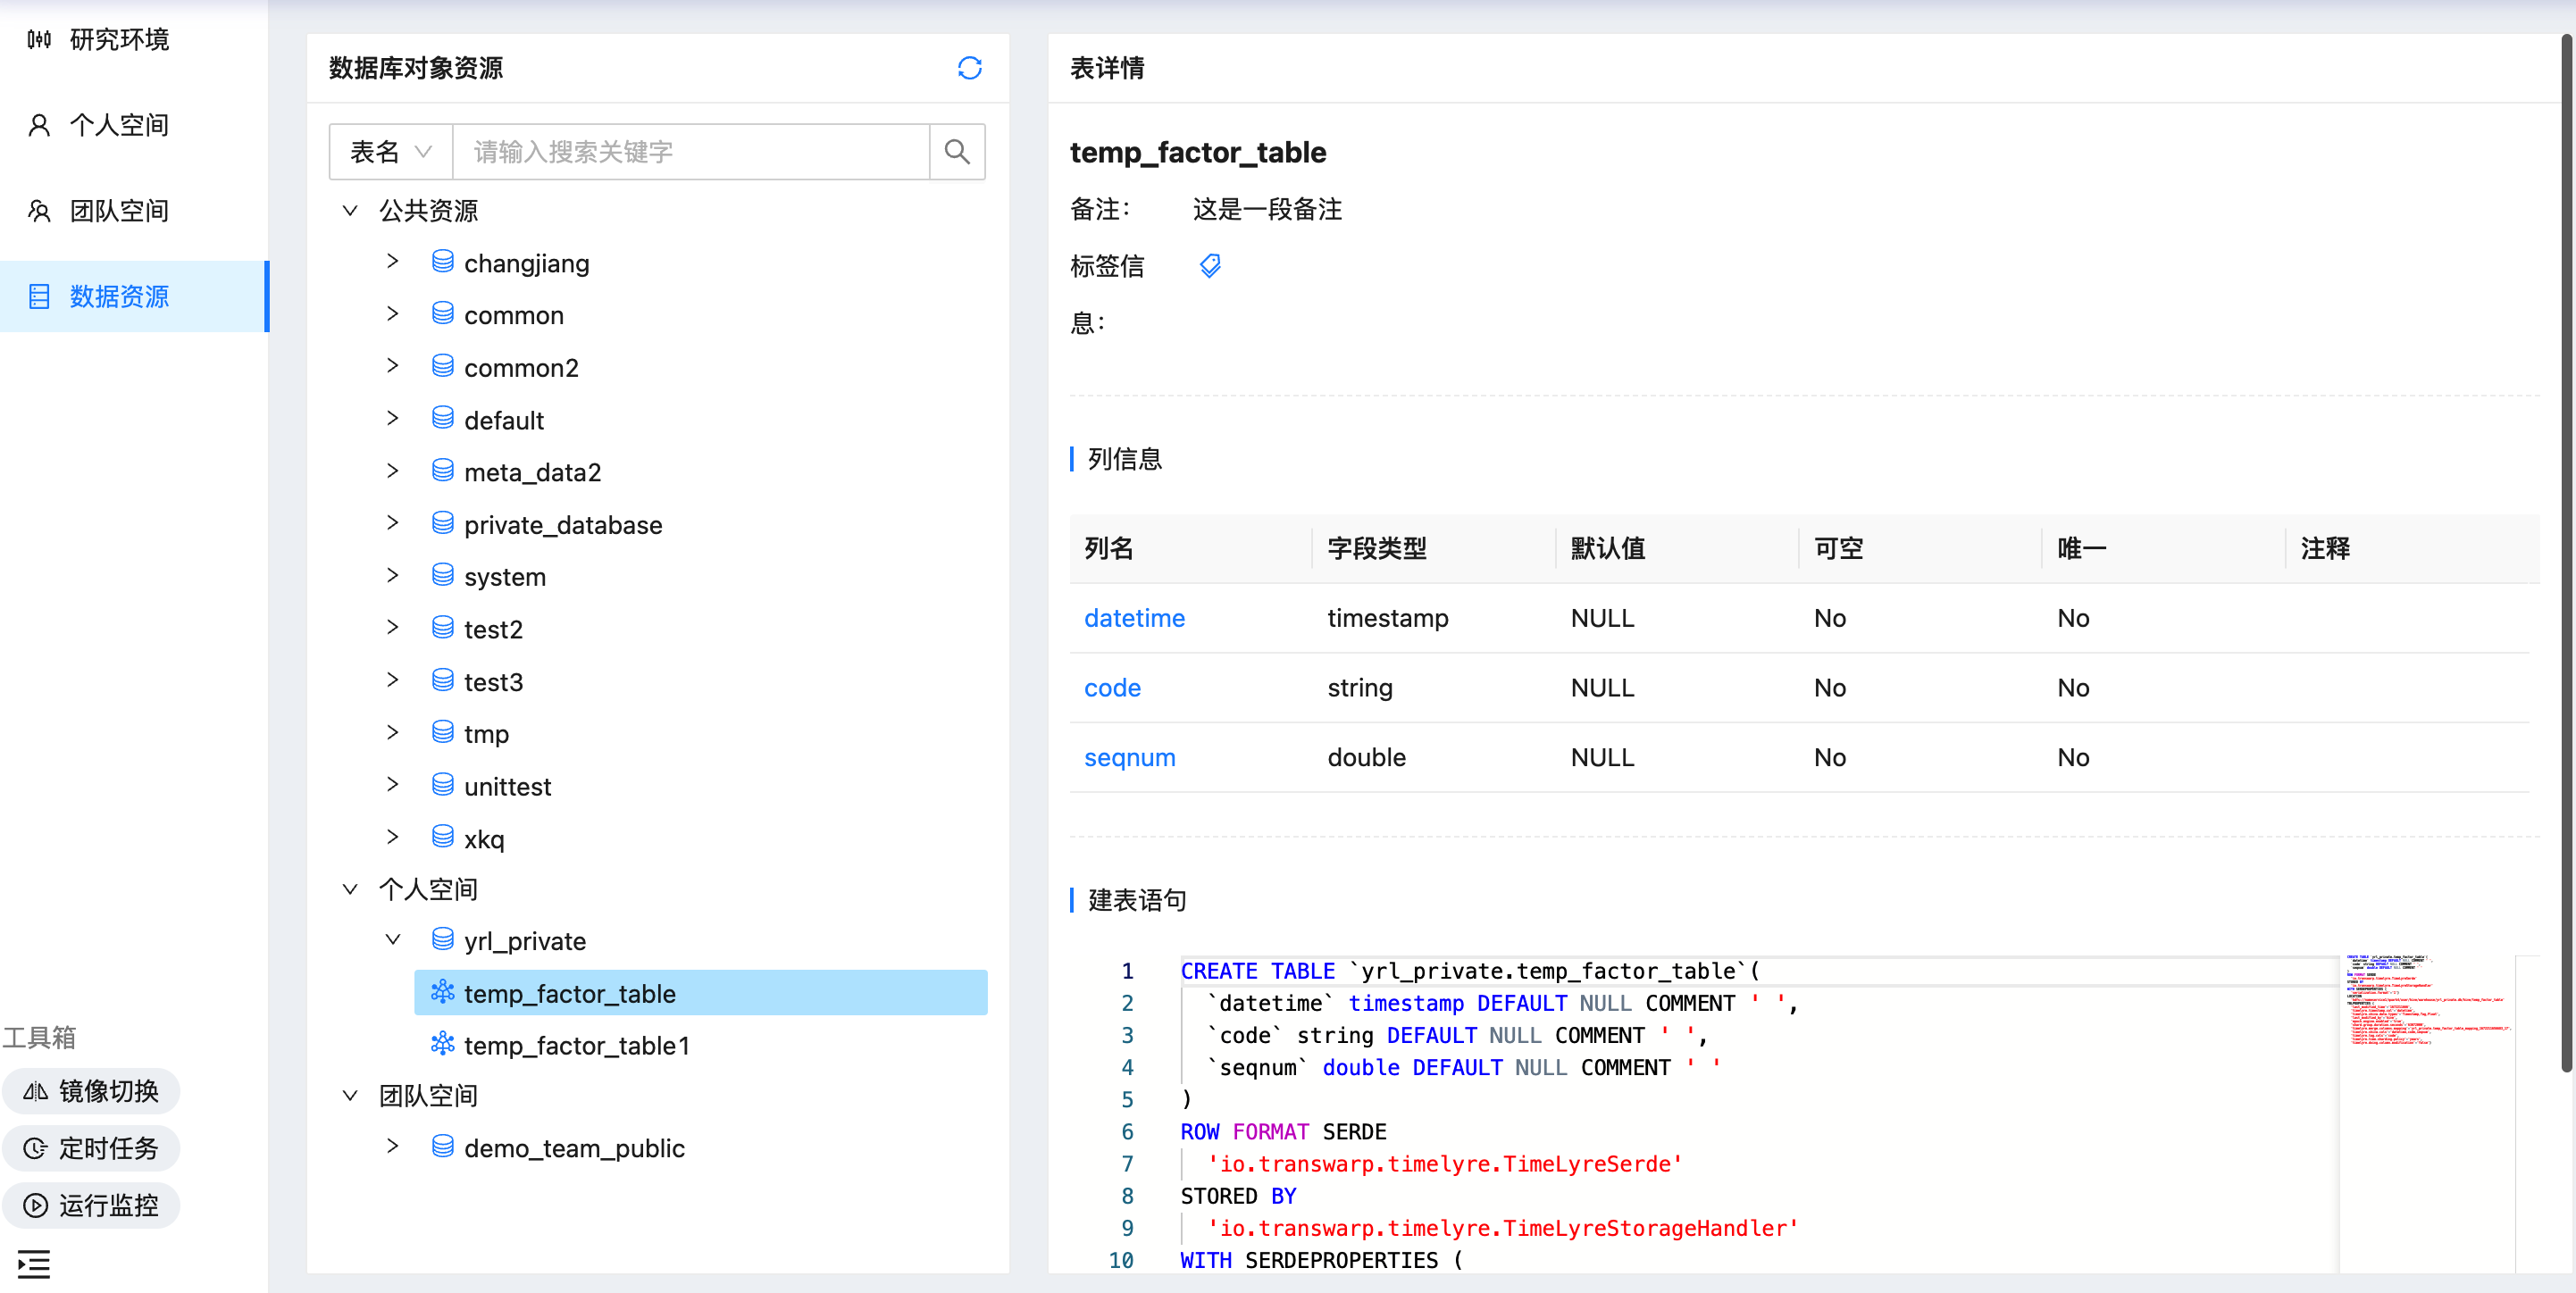 研究环境
个人空间
团队空间
数据资源
工具箱
镜像切换
定时任务
运行监控
数据库对象资源
表名
请输入搜索关键字
公共资源
changjiang
common
common2
default
meta_data2
private_database
system
test2
test3
tmp
unittest
xkq
个人空间
yrl_private
temp_factor_table
temp_factor_table1
团队空间
demo_team_public
表详情
temp_factor_table
备注： 这是一段备注
标签信
息：
列信息
列名 字段类型 默认值 可空 唯一 注释
datetime timestamp NULL No No
code string NULL No No
seqnum double NULL No No
建表语句
1 CREATE TABLE `yrl_private.temp_factor_table`(
2 `datetime` timestamp DEFAULT NULL COMMENT ' ',
3 `code` string DEFAULT NULL COMMENT ' ',
4 `seqnum` double DEFAULT NULL COMMENT ' '
5 )
6 ROW FORMAT SERDE
7 'io.transwarp.timelyre.TimeLyreSerde'
8 STORED BY
9 'io.transwarp.timelyre.TimeLyreStorageHandler'
10 WITH SERDEPROPERTIES (